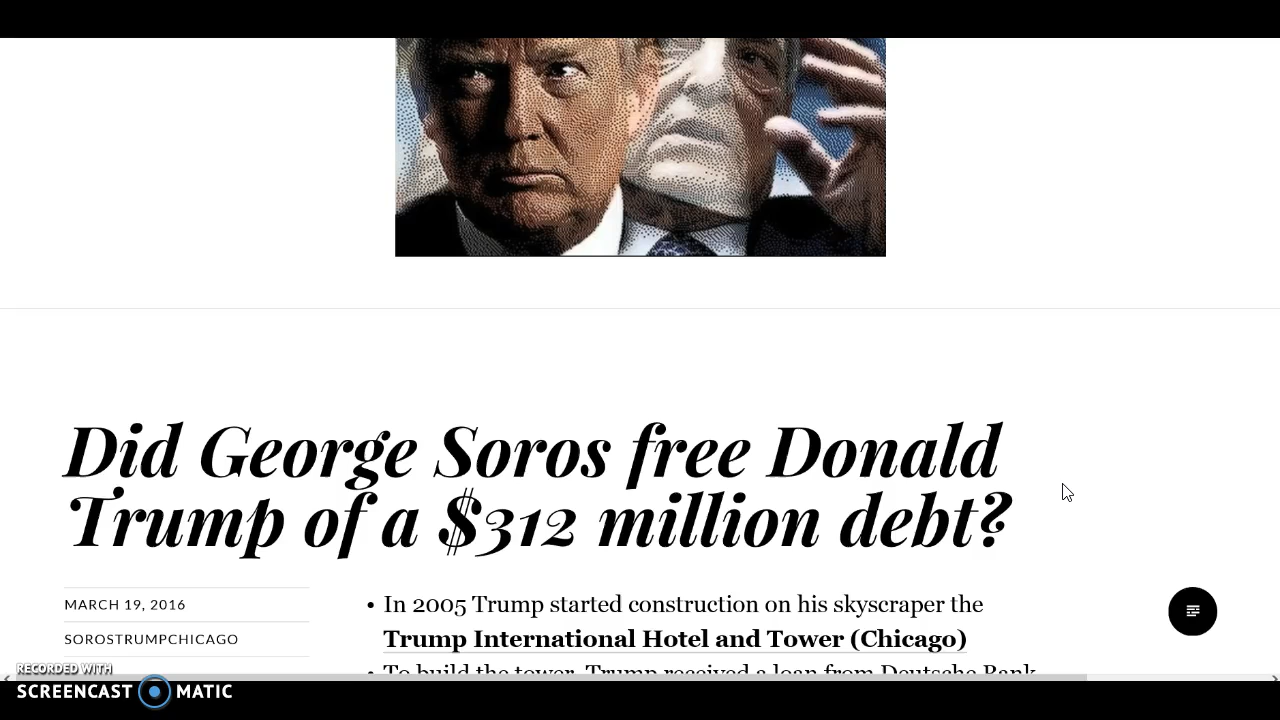 Did George Soros free Donald
Trump of a $312 million debt?
MARCH 19, 2016
SOROSTRUMPCHICAGO
• In 2005 Trump started construction on his skyscraper the
Trump International Hotel and Tower (Chicago)
• To build the tower, Trump received a loan from Deutsche Bank
RECORDED WITH
SCREENCAST MATIC